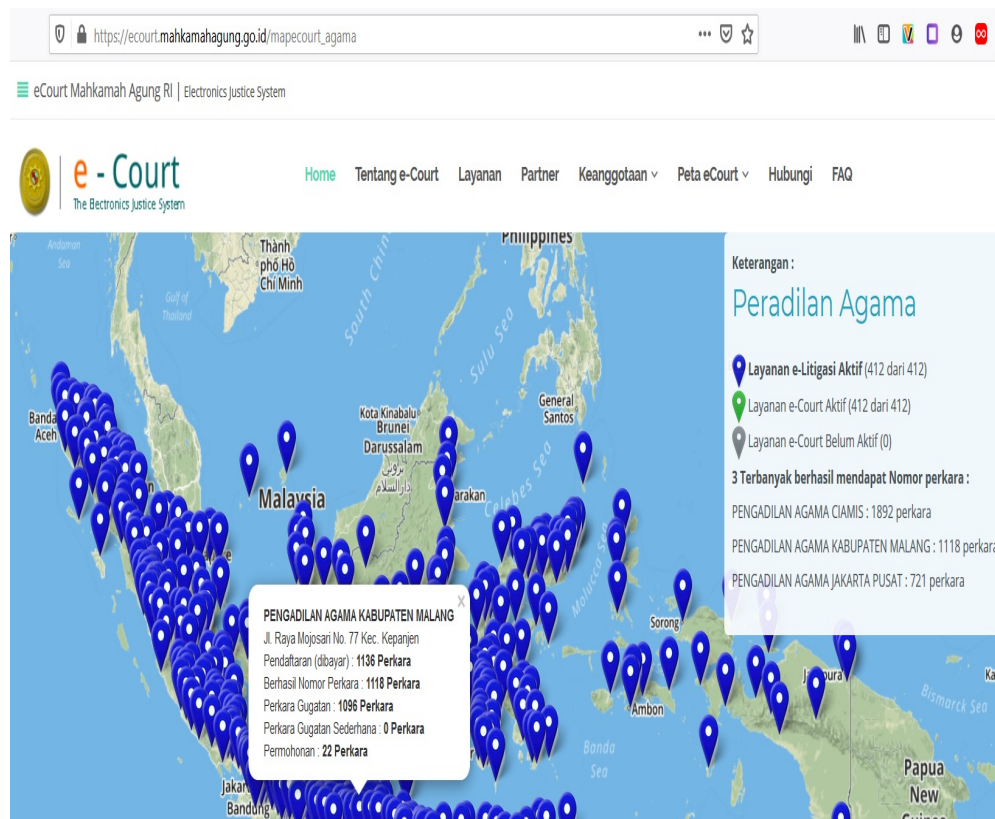 https://ecourt.mahkamahagung.go.id/mapecourt_agama
eCourt Mahkamah Agung RI | Electronics Justice System
e - Court
The Electronics Justice System
Home Tentang e-Court Layanan Partner Keanggotaan Peta eCourt Hubungi FAQ
Andaman
Sea
Gulf of
Thailand
Thành
phố Hồ
Chí Minh
South Chin
Philippines
Sulu Sea
General
Santos
Banda
Aceh
Kota Kinabalu
Brunei
Darussalam
بروني
دارالسلام
Malaysia
arakan
Celebes Sea
Molucca Sea
Sorong
Ambon
Banda
Sea
Bismarck Sea
Papua
New
Jakar
Bandung
Keterangan :
Peradilan Agama
Layanan e-Litigasi Aktif (412 dari 412)
Layanan e-Court Aktif (412 dari 412)
Layanan e-Court Belum Aktif (0)
3 Terbanyak berhasil mendapat Nomor perkara :
PENGADILAN AGAMA CIAMIS : 1892 perkara
PENGADILAN AGAMA KABUPATEN MALANG : 1118 perkara
PENGADILAN AGAMA JAKARTA PUSAT : 721 perkara
PENGADILAN AGAMA KABUPATEN MALANG
Jl. Raya Mojosari No. 77 Kec. Kepanjen
Pendaftaran (dibayar) : 1136 Perkara
Berhasil Nomor Perkara : 1118 Perkara
Perkara Gugatan : 1096 Perkara
Perkara Gugatan Sederhana : 0 Perkara
Permohonan : 22 Perkara